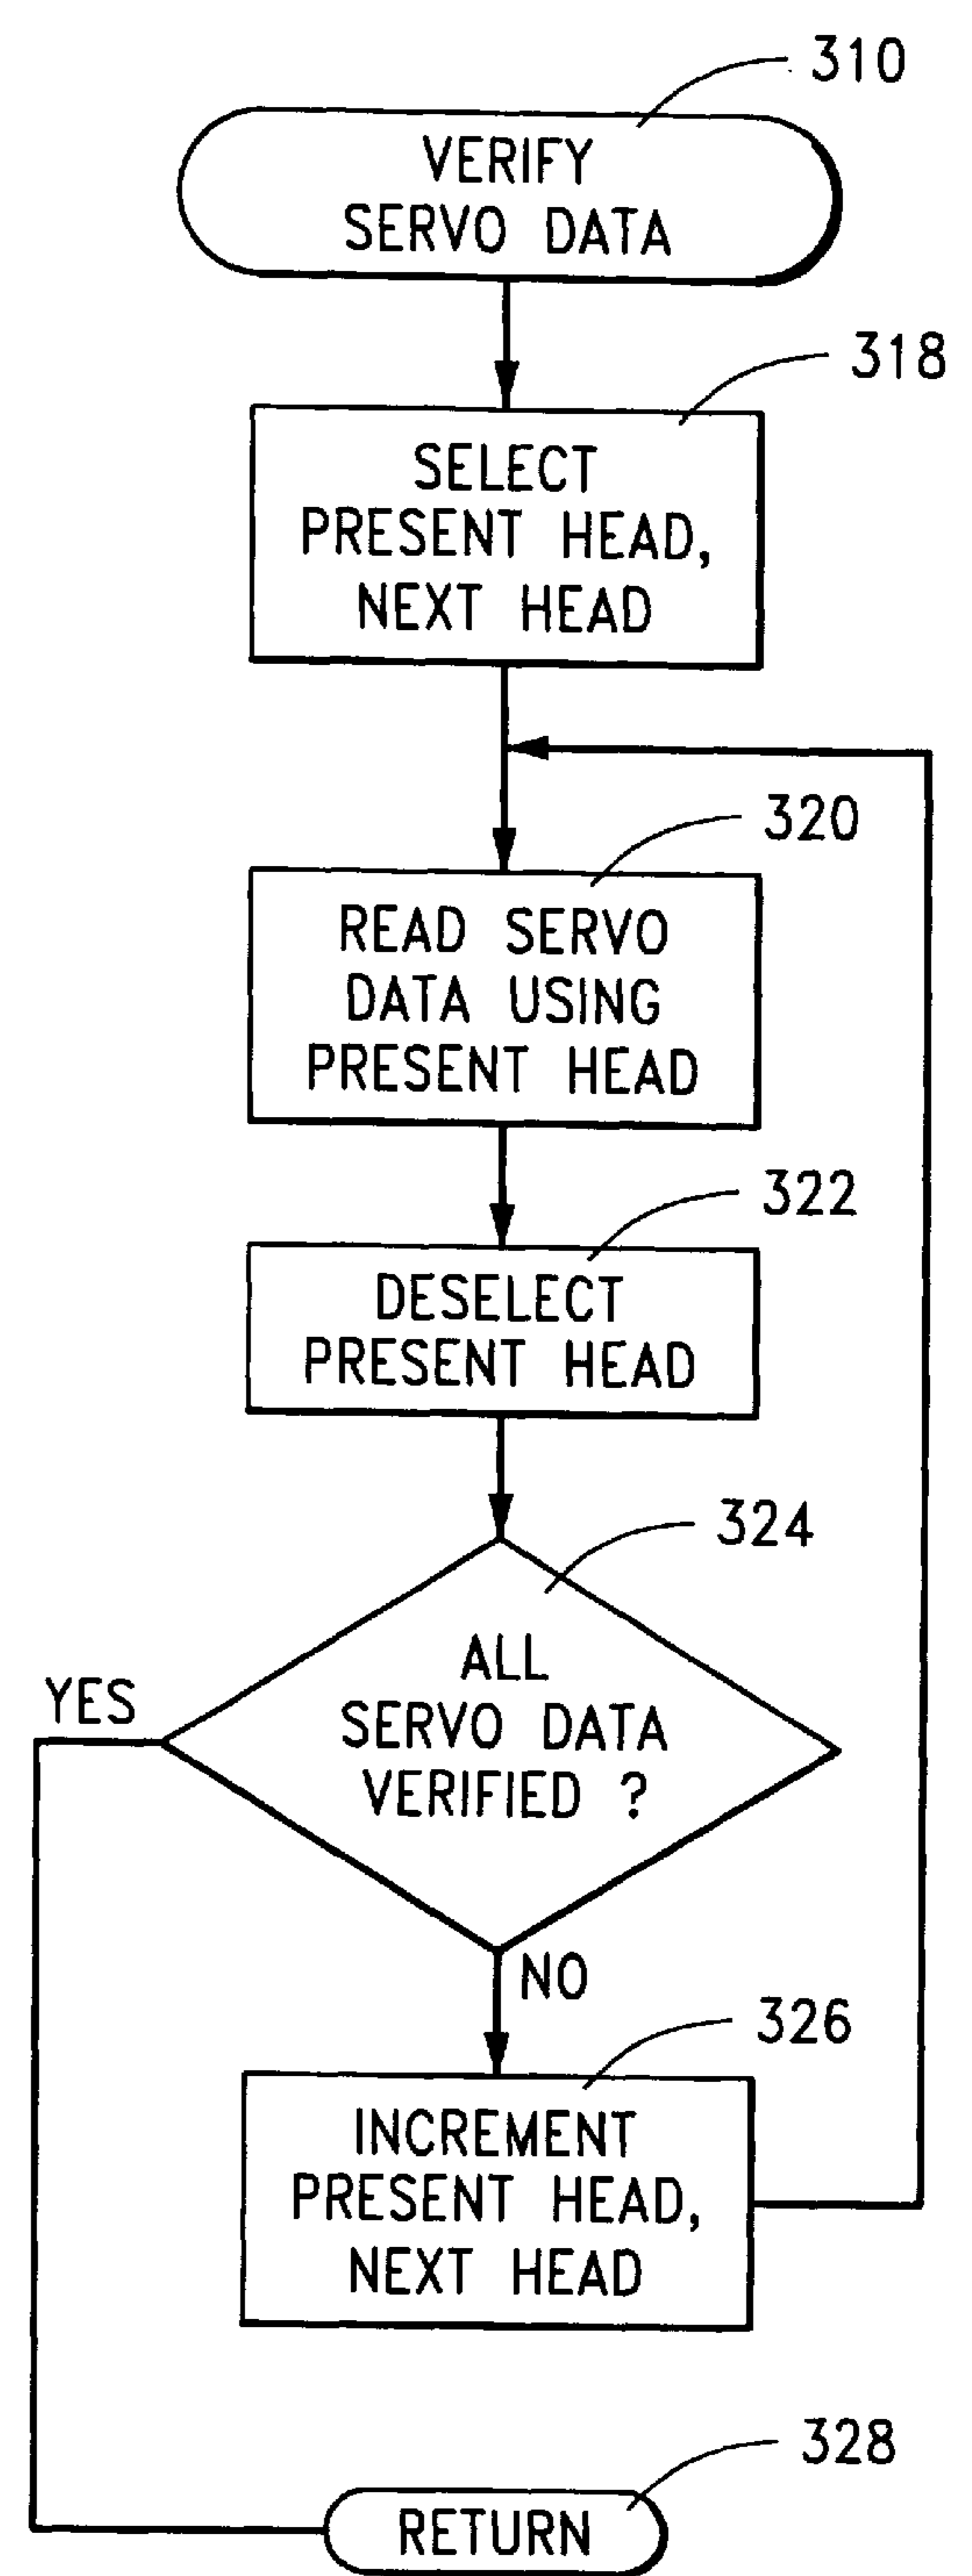 310
VERIFY
SERVO DATA
318
SELECT
PRESENT HEAD,
NEXT HEAD
320
READ SERVO
DATA USING
PRESENT HEAD
322
DESELECT
PRESENT HEAD
324
ALL
SERVO DATA
VERIFIED ?
YES
NO
326
INCREMENT
PRESENT HEAD,
NEXT HEAD
328
RETURN